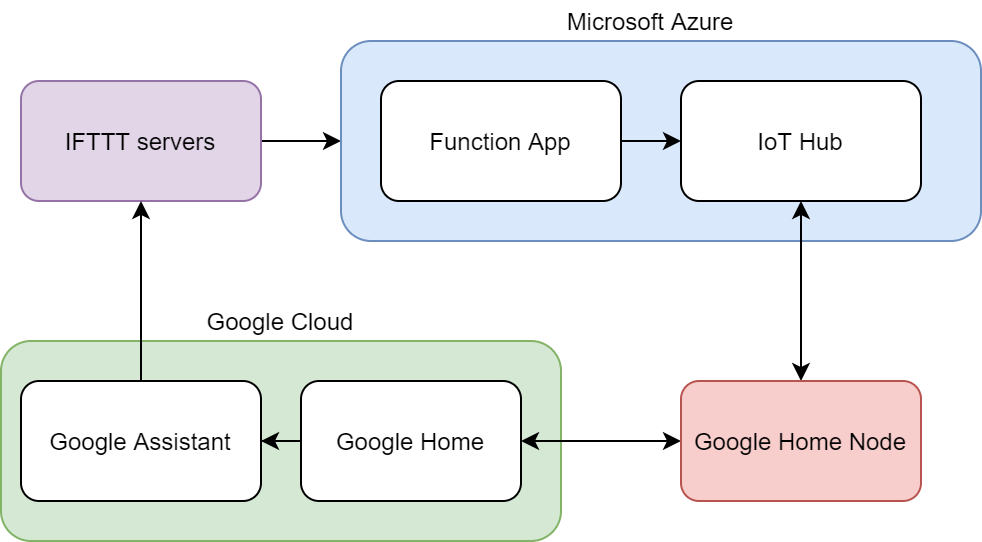 Microsoft Azure
IFTTT servers
Function App
IoT Hub
Google Cloud
Google Assistant
Google Home
Google Home Node